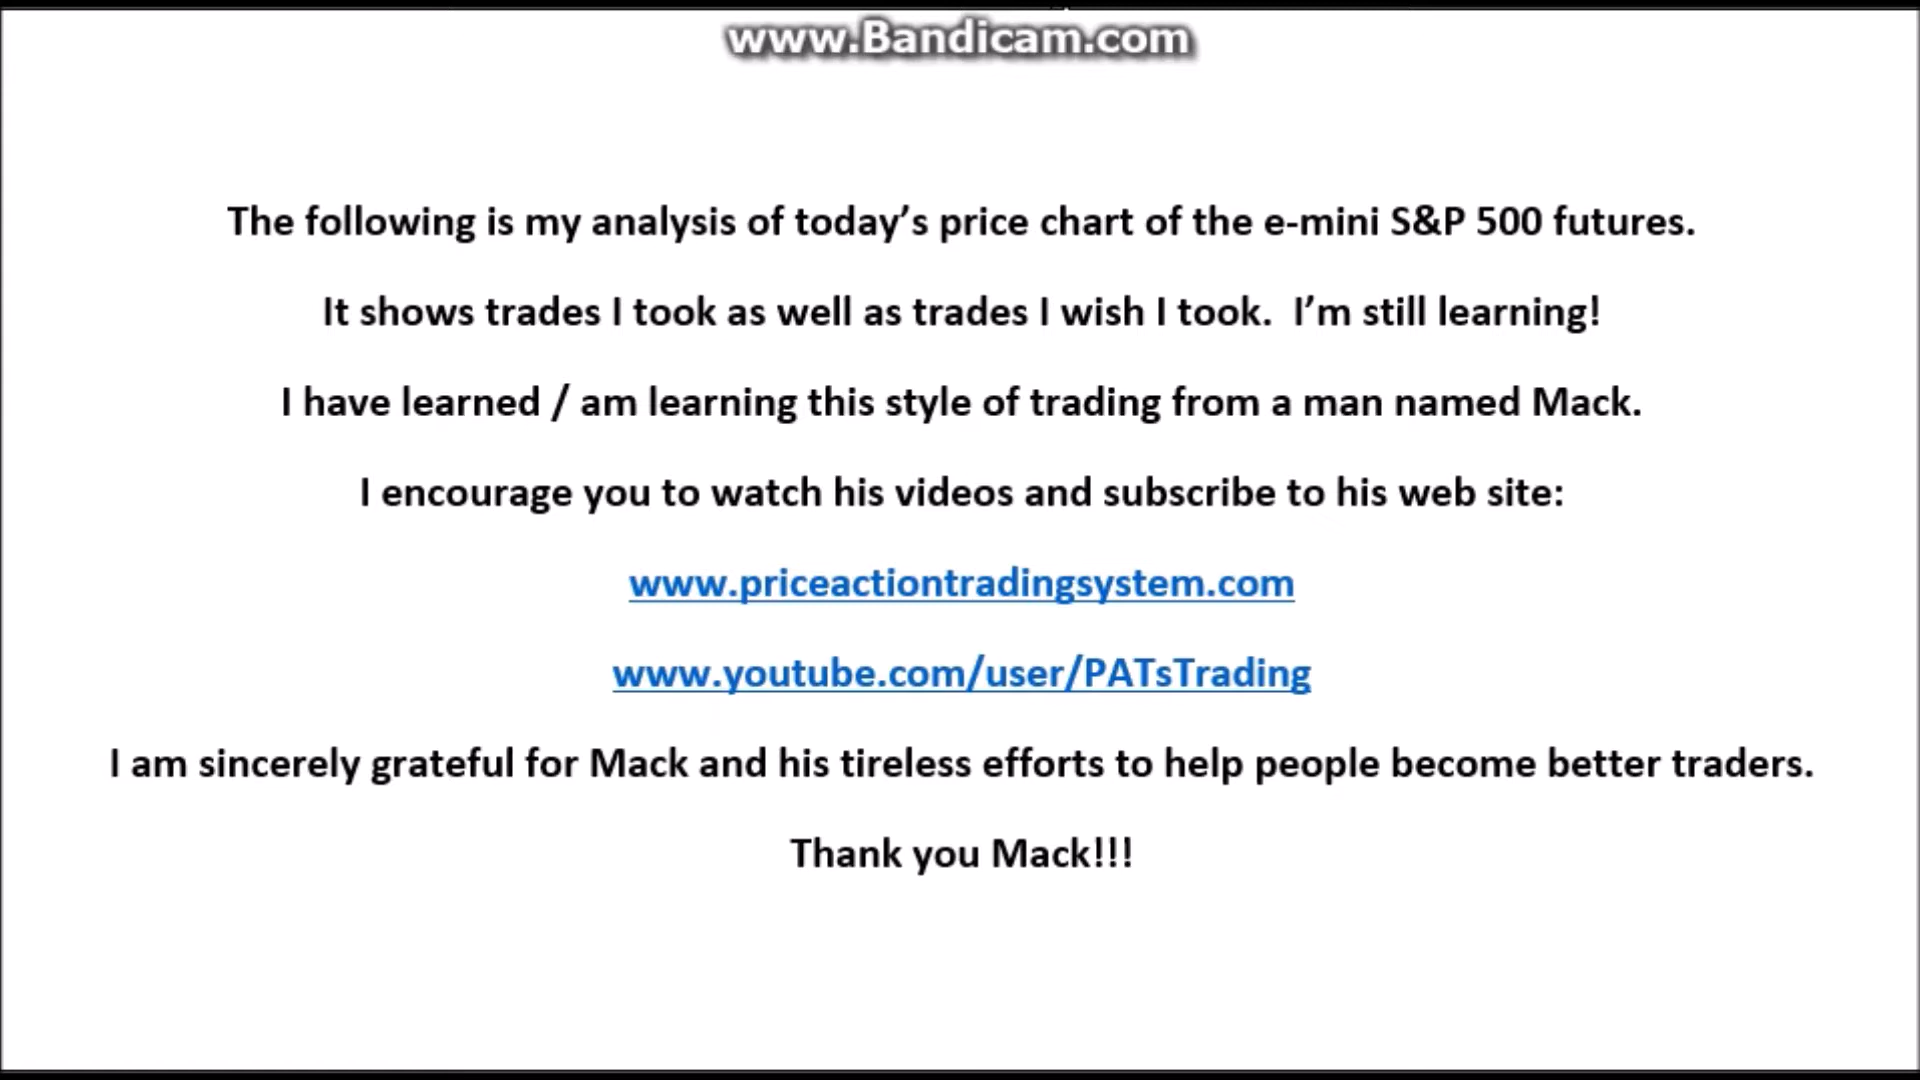 www.Bandicam.com
The following is my analysis of today’s price chart of the e-mini S&P 500 futures.
It shows trades I took as well as trades I wish I took.  I’m still learning!
I have learned / am learning this style of trading from a man named Mack.
I encourage you to watch his videos and subscribe to his web site:
www.priceactiontradingsystem.com
www.youtube.com/user/PATsTrading
I am sincerely grateful for Mack and his tireless efforts to help people become better traders.
Thank you Mack!!!